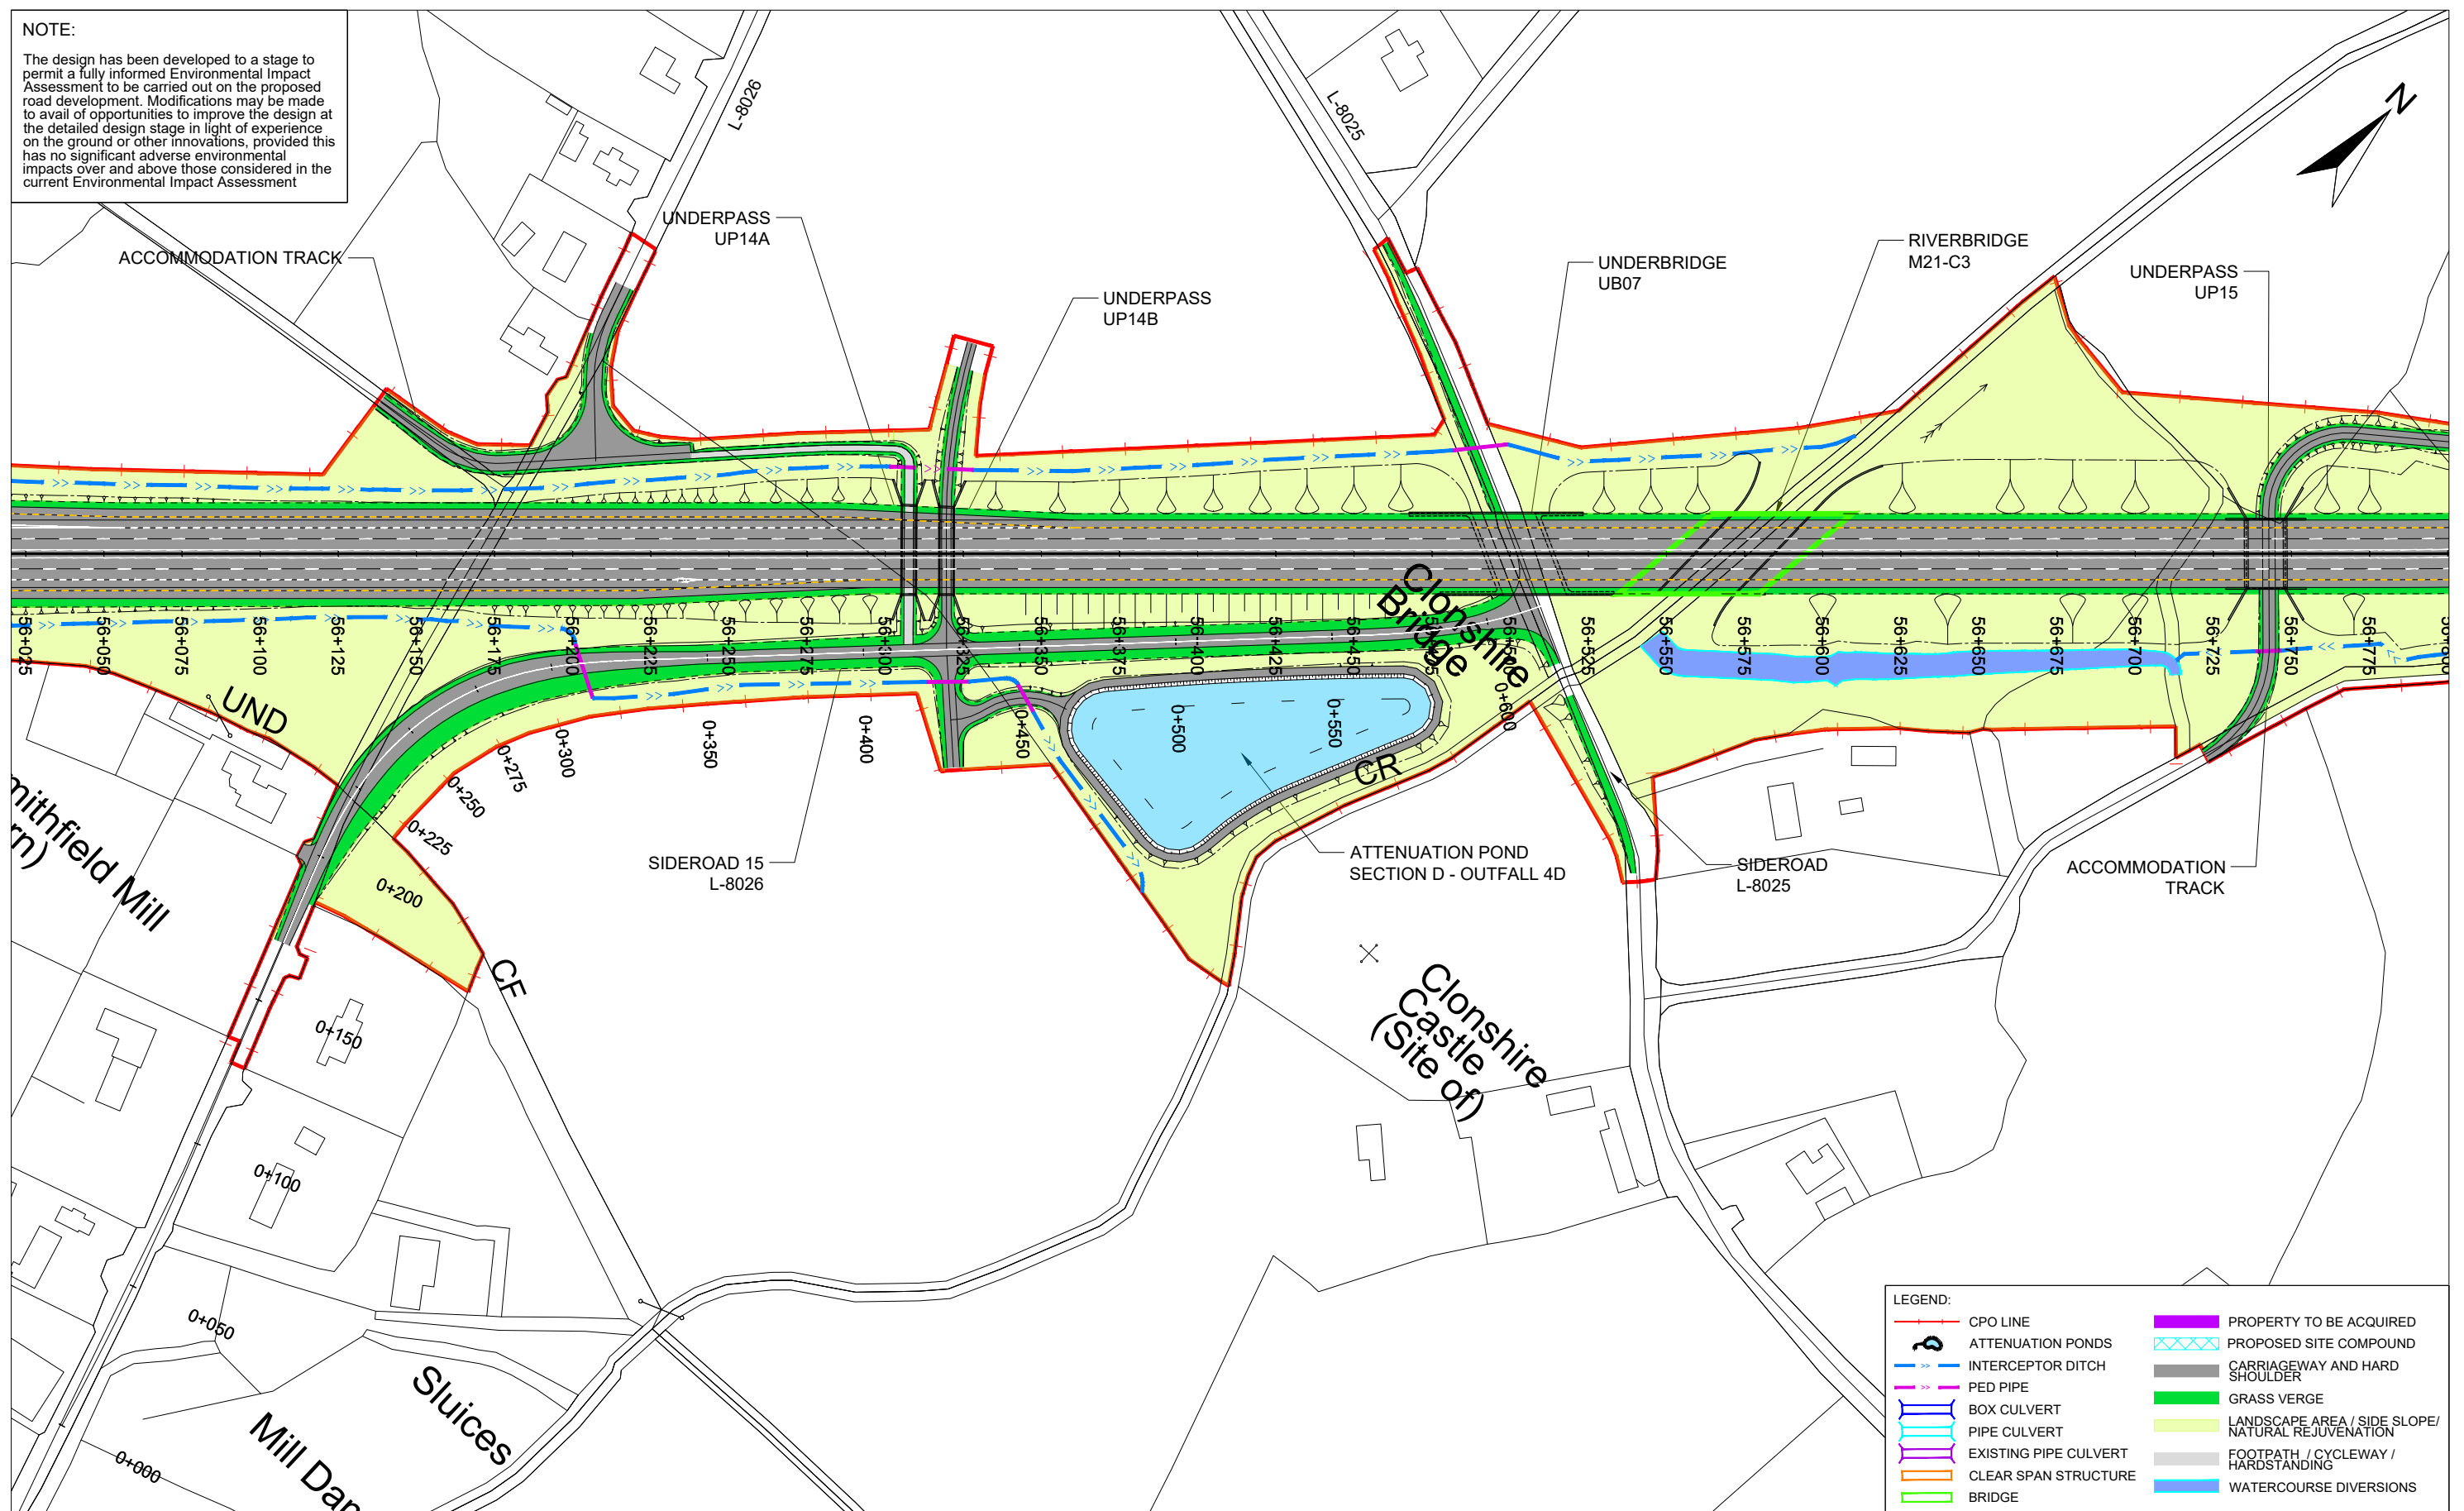 NOTE:
The design has been developed to a stage to
permit a fully informed Environmental Impact
Assessment to be carried out on the proposed
road development. Modifications may be made
to avail of opportunities to improve the design at
the detailed design stage in light of experience
on the ground or other innovations, provided this
has no significant adverse environmental
impacts over and above those considered in the
current Environmental Impact Assessment
L-8026
L-8025
N
ACCOMMODATION TRACK
UNDERPASS
UP14A
UNDERPASS
UP14B
UNDERBRIDGE
UB07
RIVERBRIDGE
M21-C3
UNDERPASS
UP15
Clonshire
Bridge
56+025
56+050
56+075
56+100
56+125
56+150
56+175
56+200
56+225
56+250
56+275
56+300
56+325
56+350
56+375
56+400
56+425
56+450
56+525
56+550
56+575
56+600
56+625
56+650
56+675
56+700
56+725
56+750
56+775
UND
0+600
0+550
0+500
0+450
0+400
0+350
0+300
0+275
0+250
0+225
0+200
0+150
0+100
0+050
0+000
CR
CF
mithfield Mill
rn)
SIDEROAD 15
L-8026
ATTENUATION POND
SECTION D - OUTFALL 4D
SIDEROAD
L-8025
ACCOMMODATION
TRACK
Clonshire
Castle
(Site of)
Sluices
Mill Dam
LEGEND:
CPO LINE
ATTENUATION PONDS
INTERCEPTOR DITCH
PED PIPE
BOX CULVERT
PIPE CULVERT
EXISTING PIPE CULVERT
CLEAR SPAN STRUCTURE
BRIDGE
PROPERTY TO BE ACQUIRED
PROPOSED SITE COMPOUND
CARRIAGEWAY AND HARD
SHOULDER
GRASS VERGE
LANDSCAPE AREA / SIDE SLOPE/
NATURAL REJUVENATION
FOOTPATH / CYCLEWAY /
HARDSTANDING
WATERCOURSE DIVERSIONS